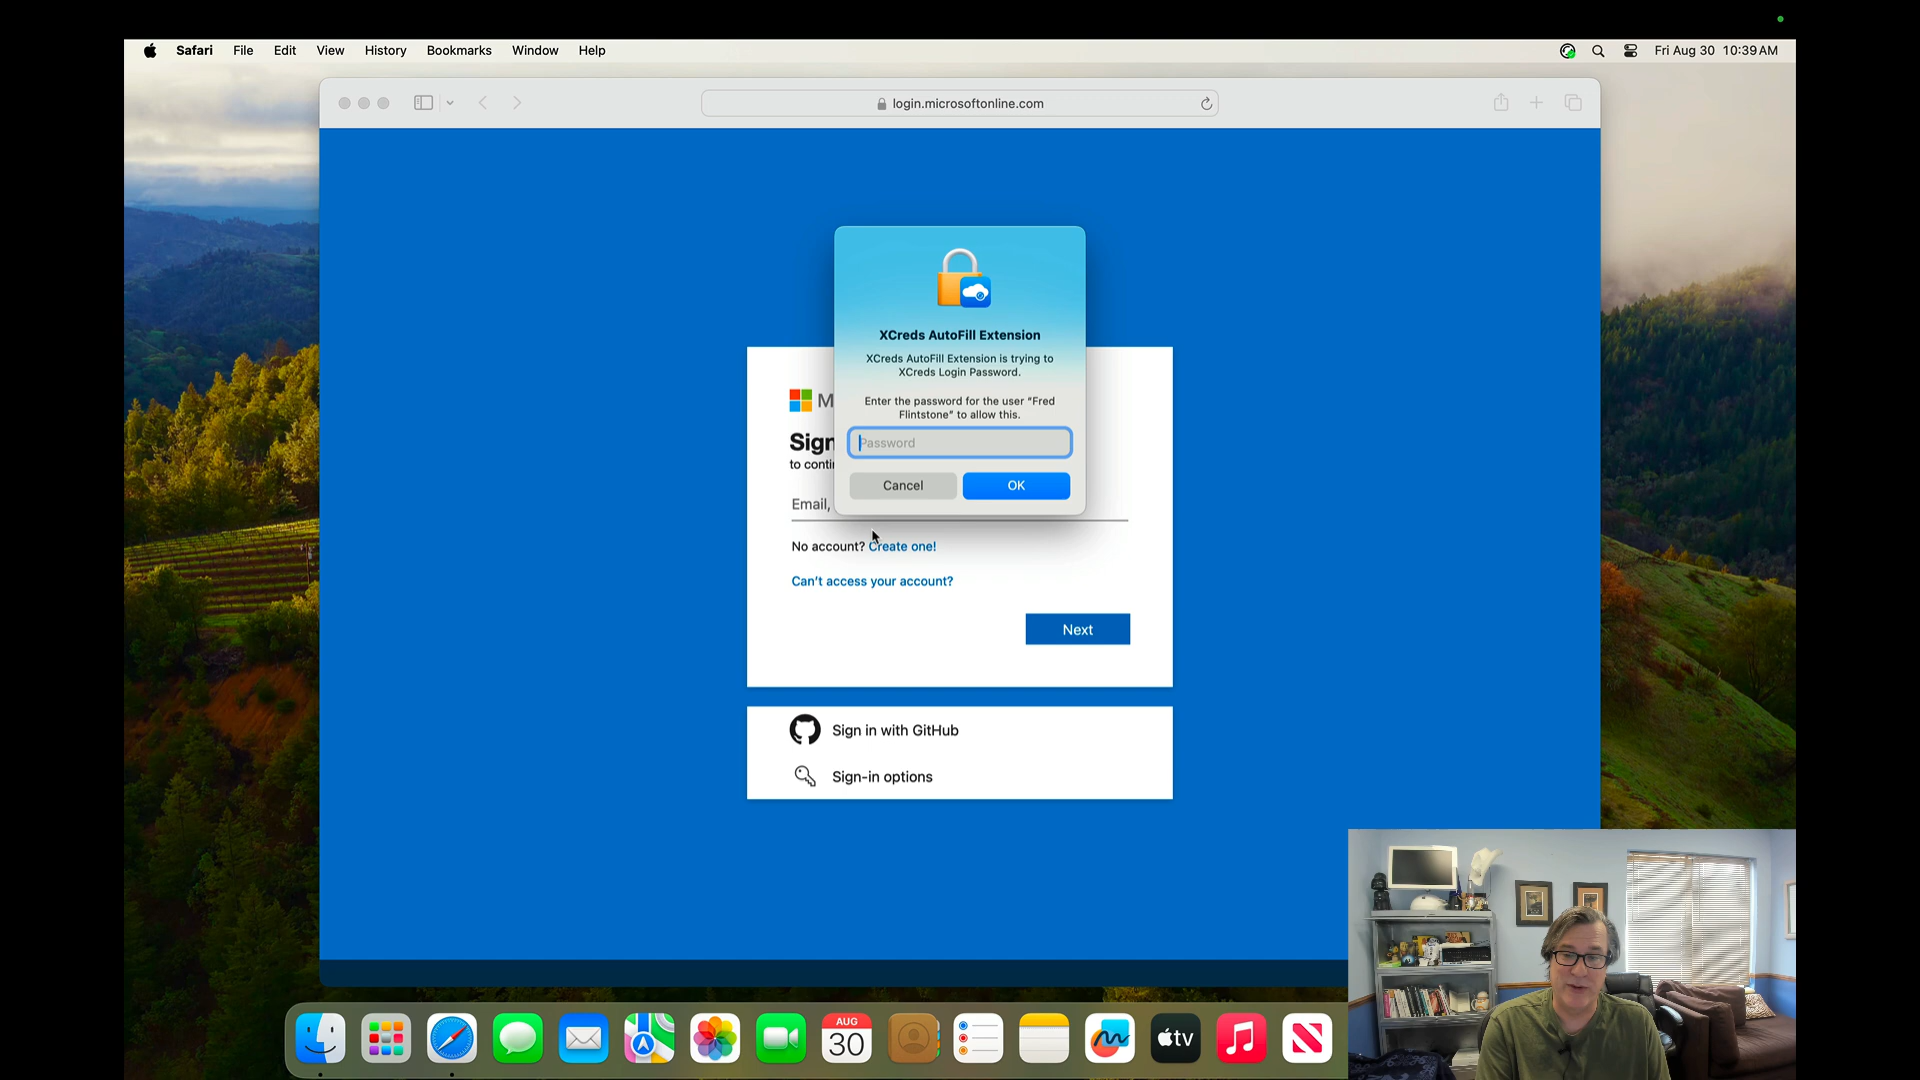 Safari File Edit View History Bookmarks Window Help
Fri Aug 30 10:39 AM
login.microsoftonline.com
XCreds AutoFill Extension
XCreds AutoFill Extension is trying to
XCreds Login Password.
Enter the password for the user “Fred
Flintstone” to allow this.
Password
Cancel
OK
M
Sign
to conti
Email,
No account? Create one!
Can’t access your account?
Next
Sign in with GitHub
Sign-in options
AUG
30
tv